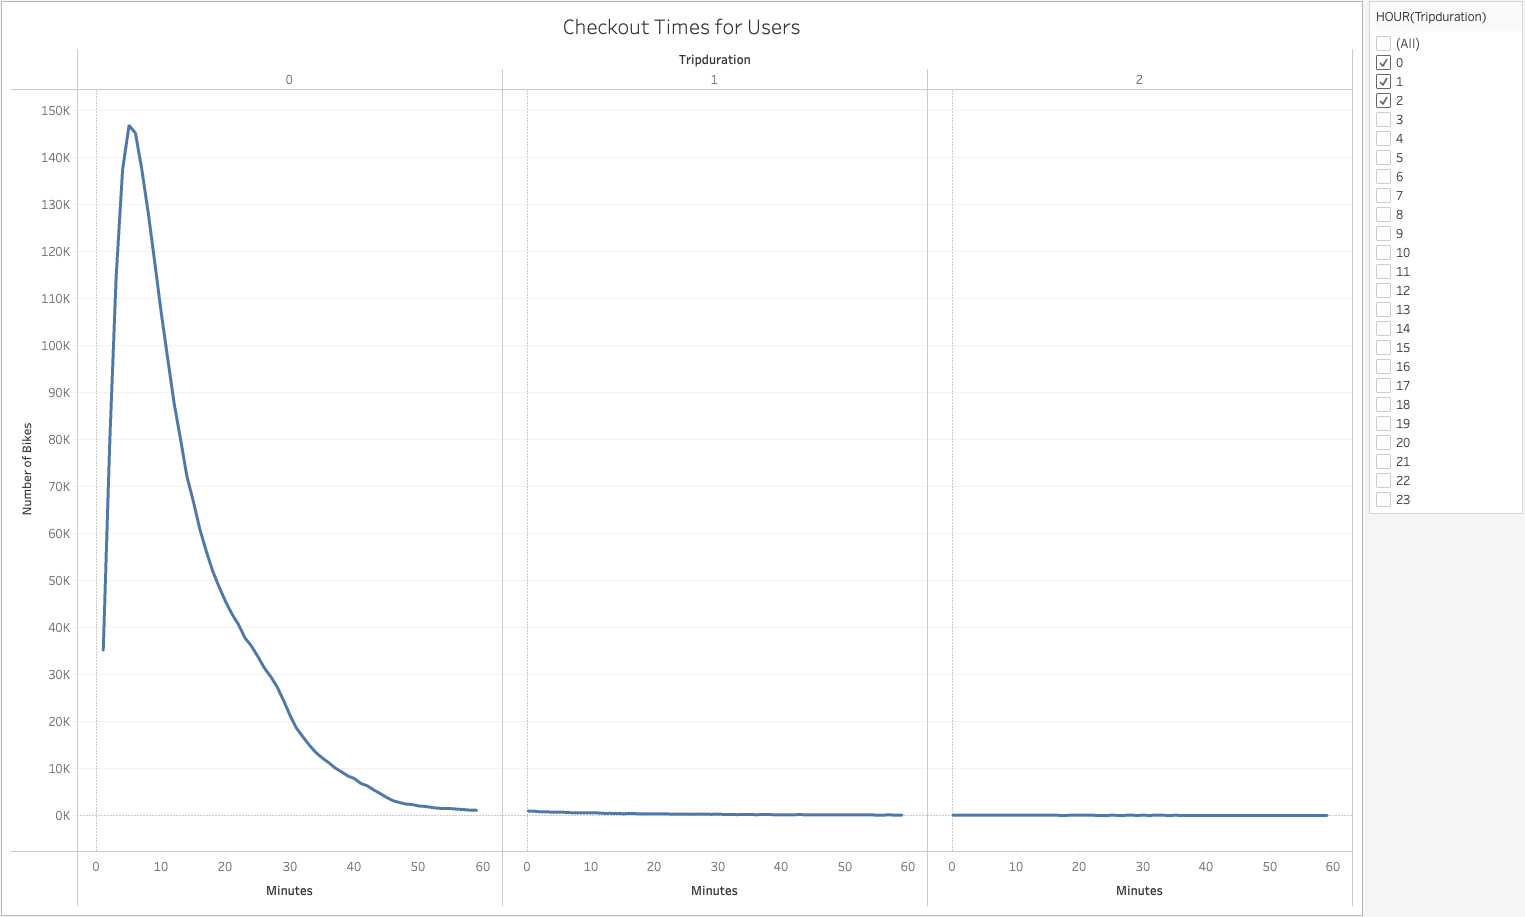 Checkout Times for Users
Tripduration
0 1 2
150K
140K
130K
120K
110K
100K
90K
80K
70K
60K
50K
40K
30K
20K
10K
0K
Number of Bikes
0 10 20 30 40 50 60 0 10 20 30 40 50 60 0 10 20 30 40 50 60
Minutes Minutes Minutes
HOUR(Tripduration)
(All)
0
1
2
3
4
5
6
7
8
9
10
11
12
13
14
15
16
17
18
19
20
21
22
23